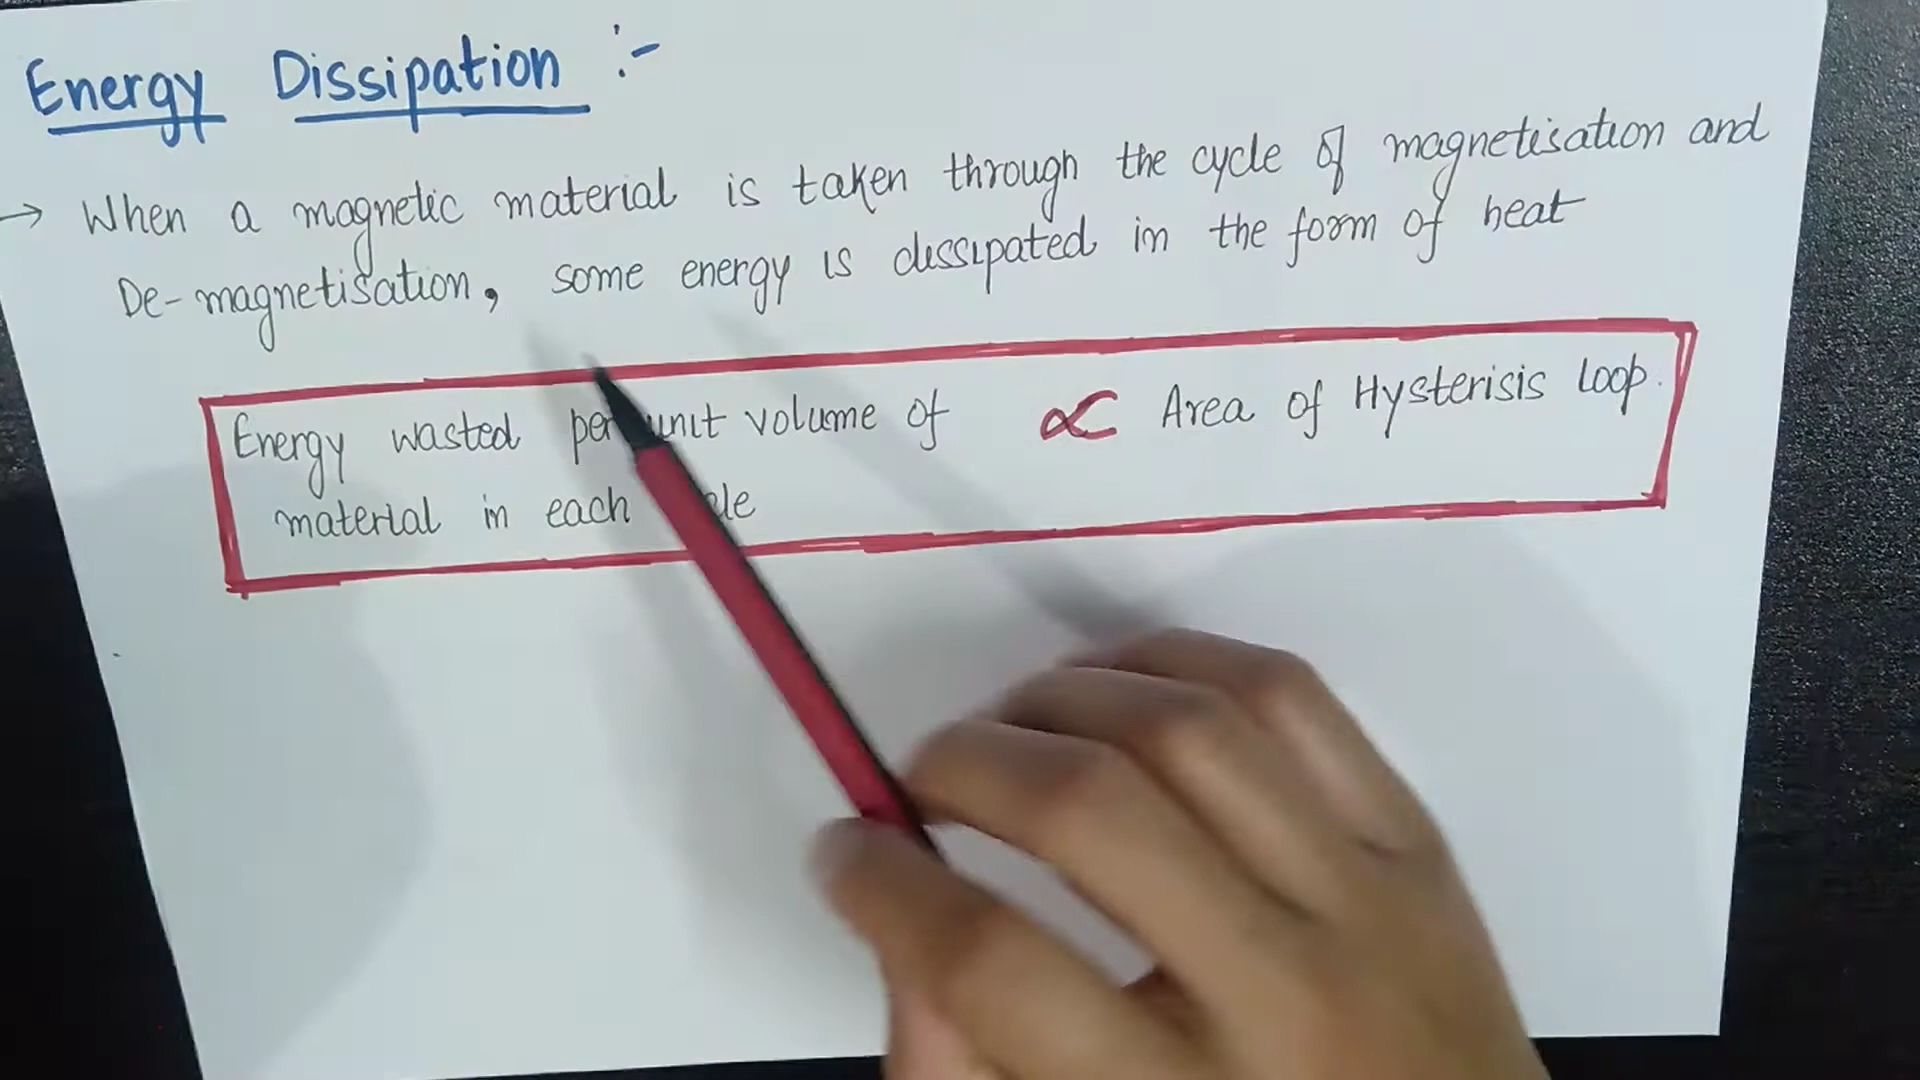 Energy Dissipation :-
→ When a magnetic material is taken through the cycle of magnetisation and
De-magnetisation, some energy is dissipated in the form of heat
Energy wasted per unit volume of ∝ Area of Hysterisis Loop.
material in each